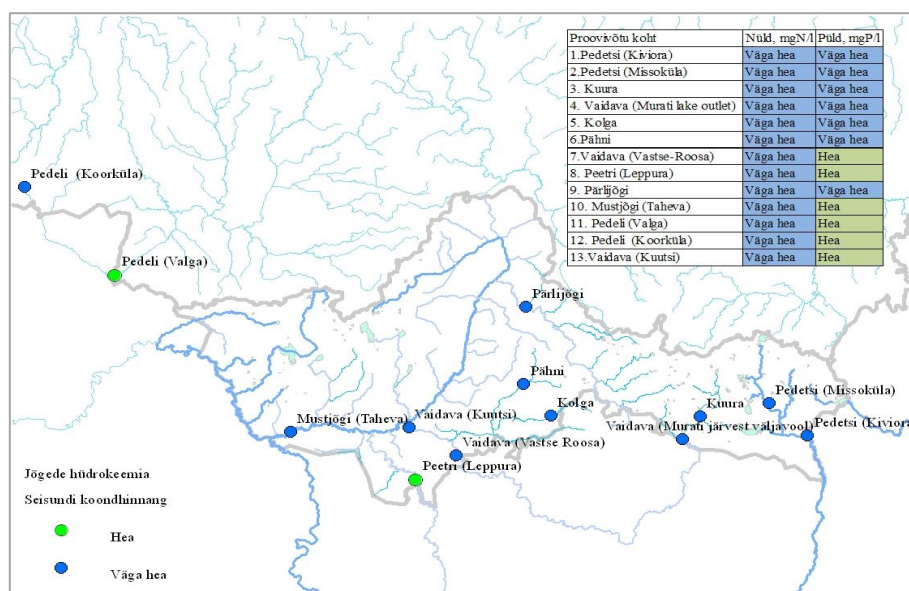 Proovivõtu koht Nüld, mgN/l Püld, mgP/l
1.Pedetsi (Kiviora) Väga hea Väga hea
2.Pedetsi (Missoküla) Väga hea Väga hea
3. Kuura Väga hea Väga hea
4. Vaidava (Murati lake outlet) Väga hea Väga hea
5. Kolga Väga hea Väga hea
6.Pähni Väga hea Väga hea
7.Vaidava (Vastse-Roosa) Väga hea Hea
8. Peetri (Leppura) Väga hea Hea
9. Pärlijõgi Väga hea Väga hea
10. Mustjõgi (Taheva) Väga hea Hea
11. Pedeli (Valga) Väga hea Hea
12. Pedeli (Koorküla) Väga hea Hea
13.Vaidava (Kuutsi) Väga hea Hea
Pedeli (Koorküla)
Pedeli (Valga)
Pärlijõgi
Pähni
Pedetsi (Missoküla)
Kolga
Kuura
Mustjõgi (Taheva)
Vaidava (Kuutsi)
Vaidava (Murati järvest väljavool)
Pedetsi (Kiviora)
Vaidava (Vastse Roosa)
Peetri (Leppura)
Jõgede hüdrokeemia
Seisundi koondhinnang
Hea
Väga hea